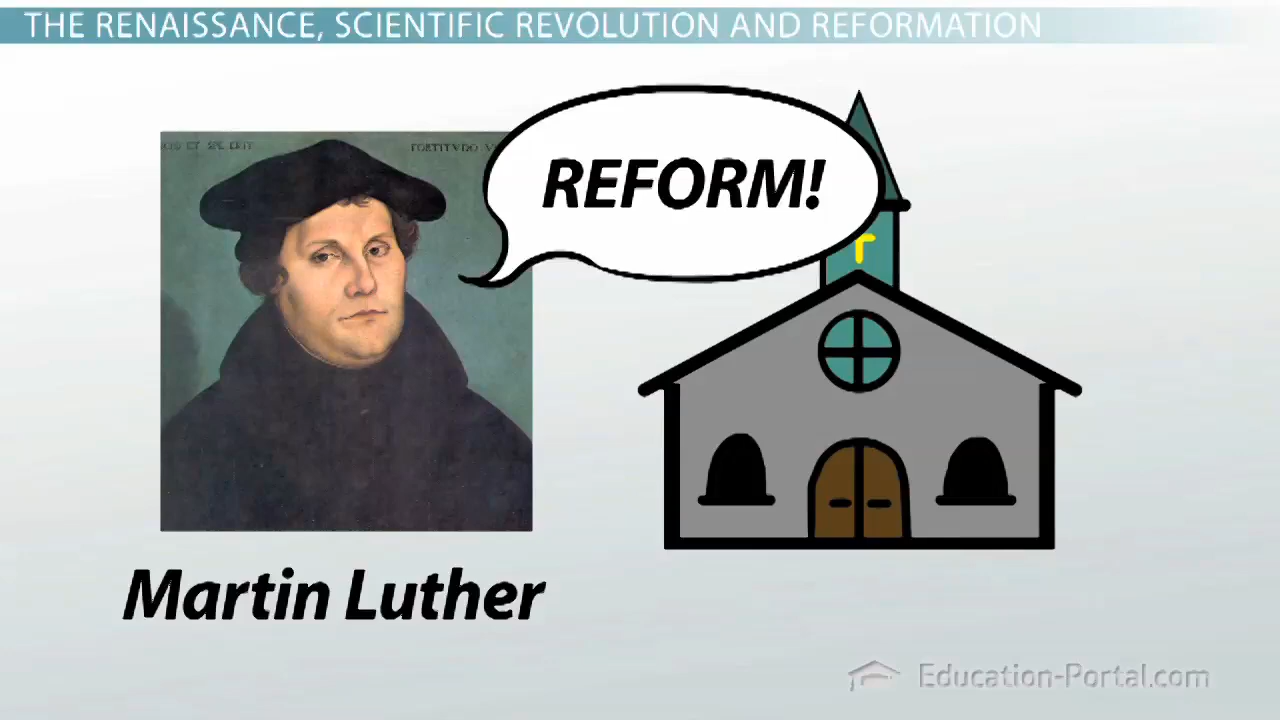 THE RENAISSANCE, SCIENTIFIC REVOLUTION AND REFORMATION
REFORM!
Martin Luther
Education-Portal.com